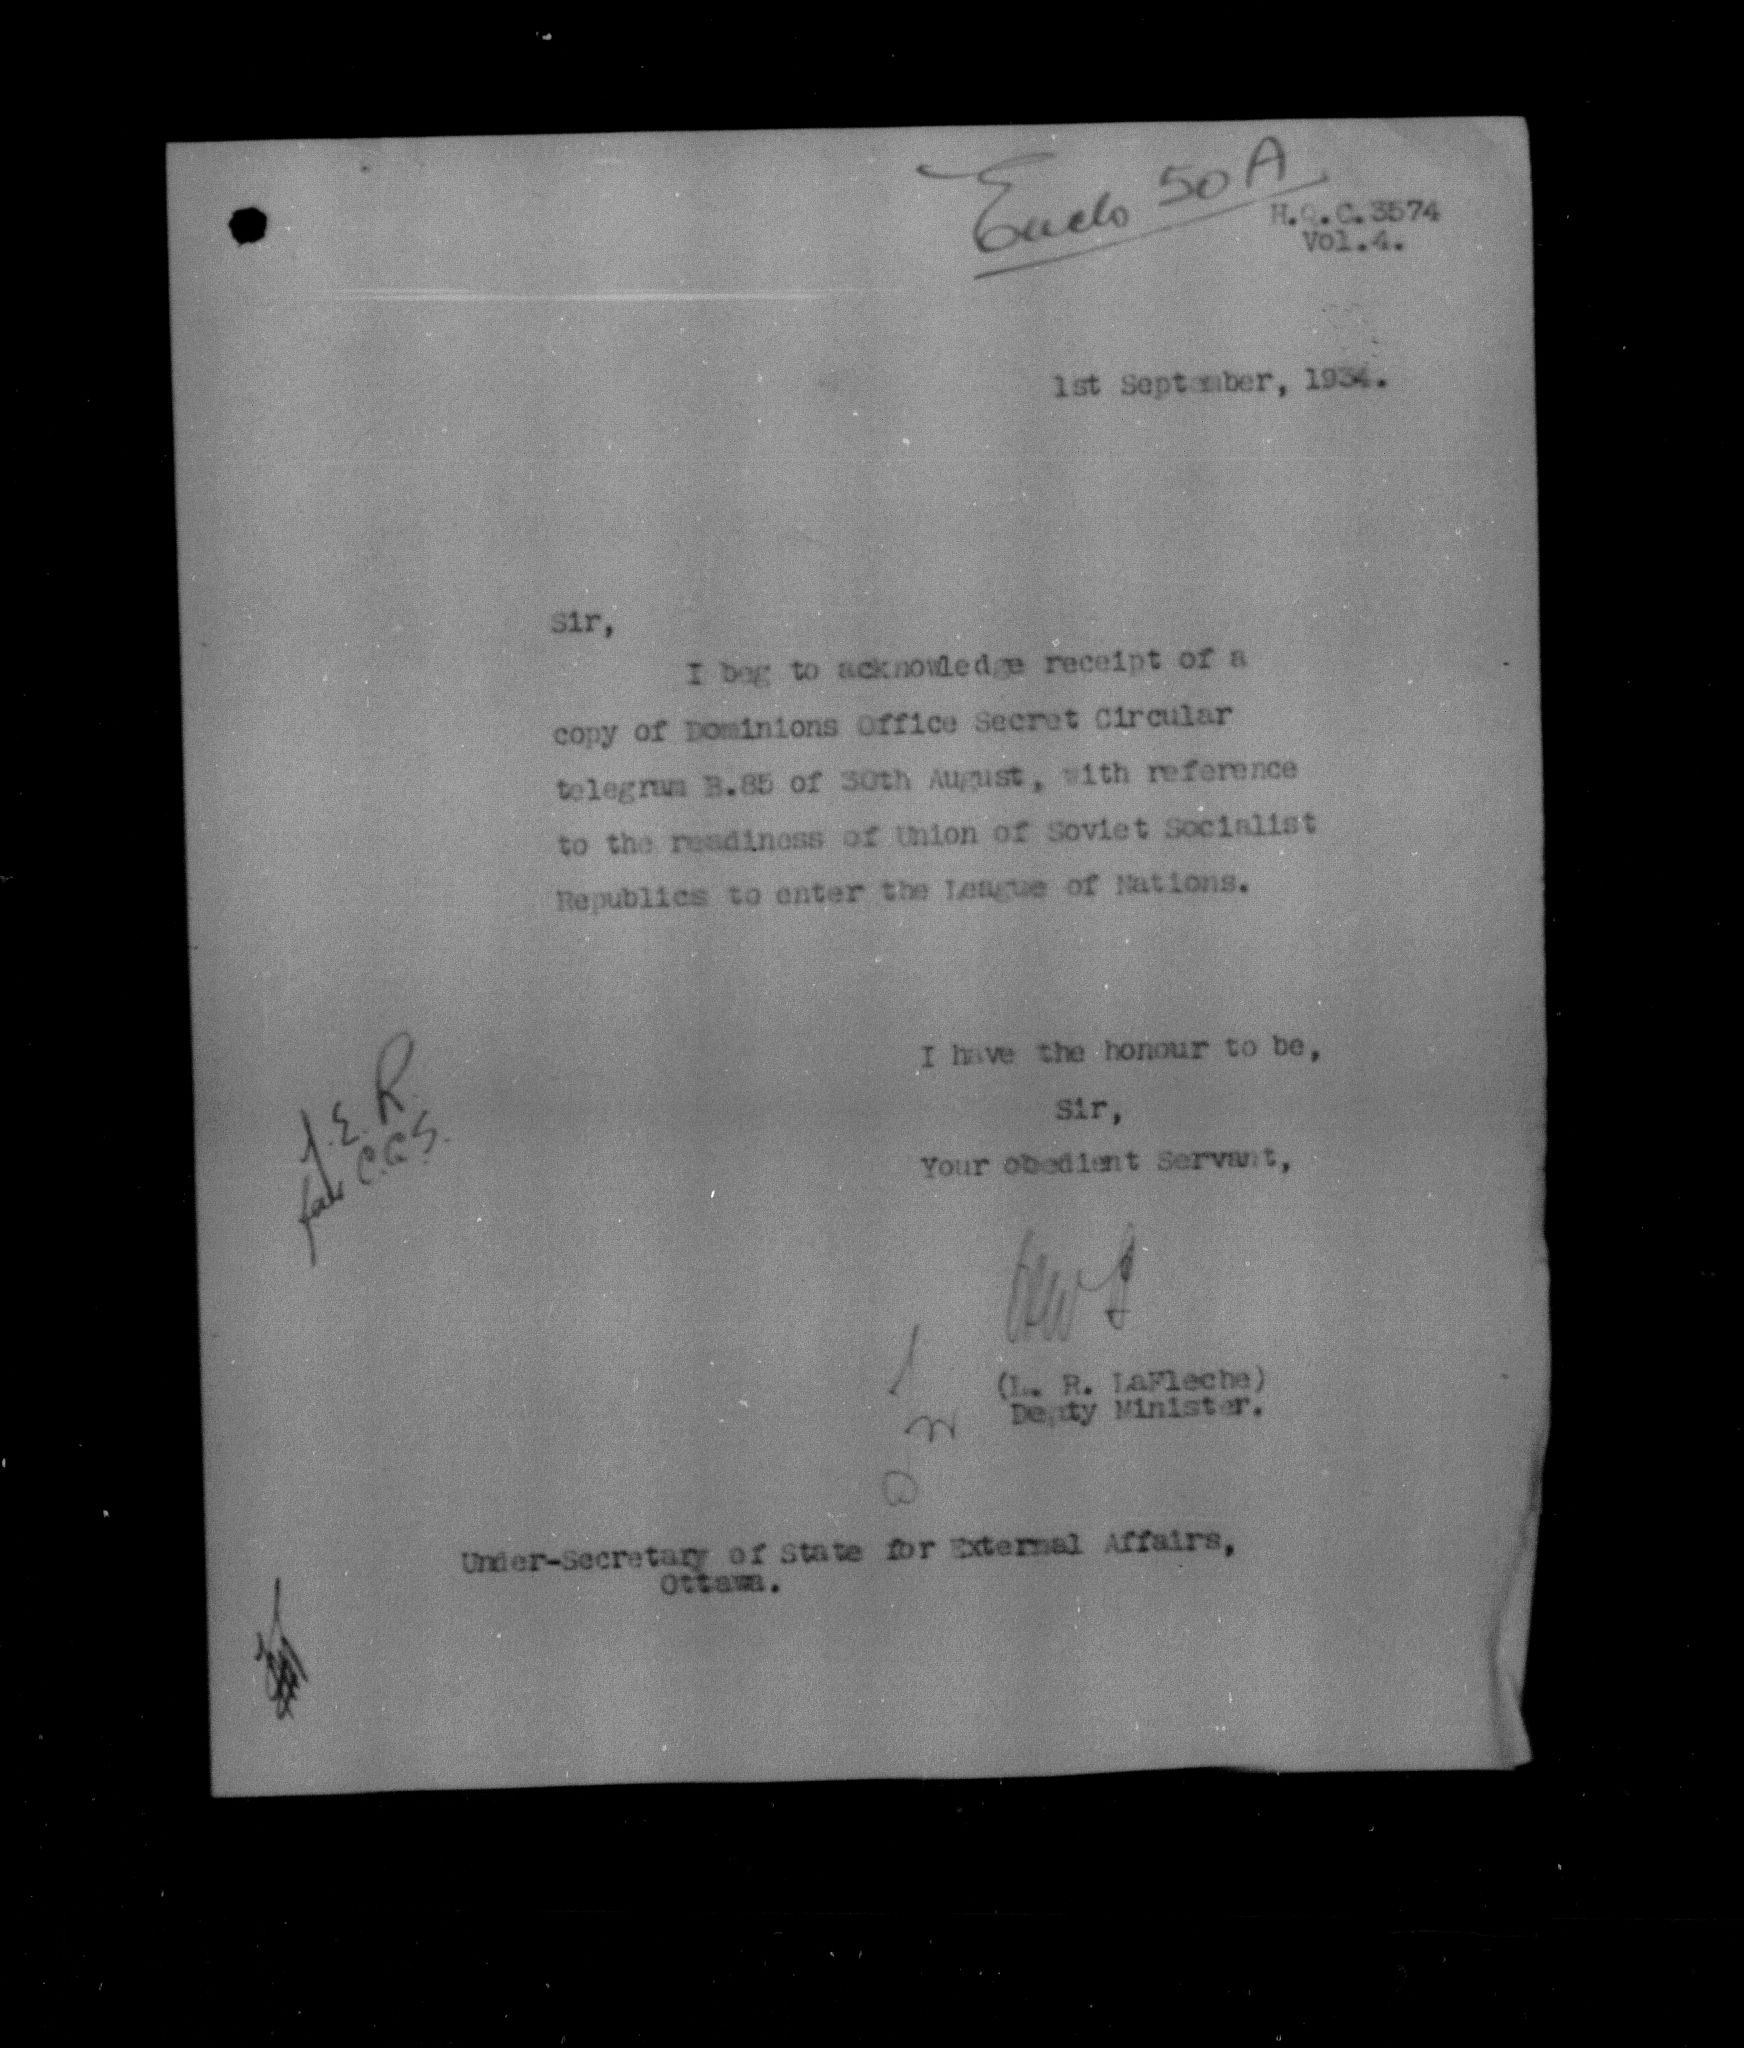 Enclo 50 A
H.Q.C.3574
Vol.4.
1st September, 1934.
Sir,
I beg to acknowledge receipt of a
copy of Dominions Office Secret Circular
telegram B.85 of 30th August, with reference
to the readiness of Union of Soviet Socialist
Republics to enter the League of Nations.
I have the honour to be,
Sir,
Your obedient Servant,
J.E.R.
for C.G.S.
(L. R. LaFleche)
Deputy Minister.
Under-Secretary of State for External Affairs,
Ottawa.